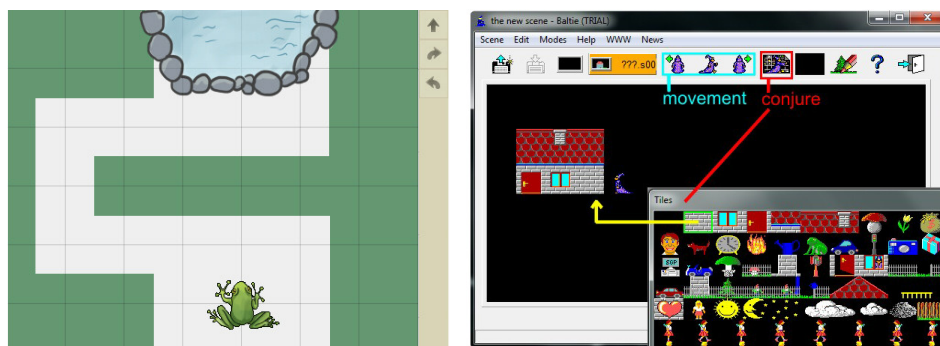 the new scene - Baltie (TRIAL)
Scene Edit Modes Help WWW News
???.s00
movement conjure
Tiles
STOP